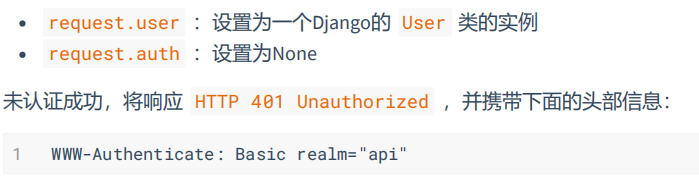 • request.user ：设置为一个Django的 User 类的实例
• request.auth ：设置为None
未认证成功，将响应 HTTP 401 Unauthorized ，并携带下面的头部信息：
1 WWW-Authenticate: Basic realm="api"